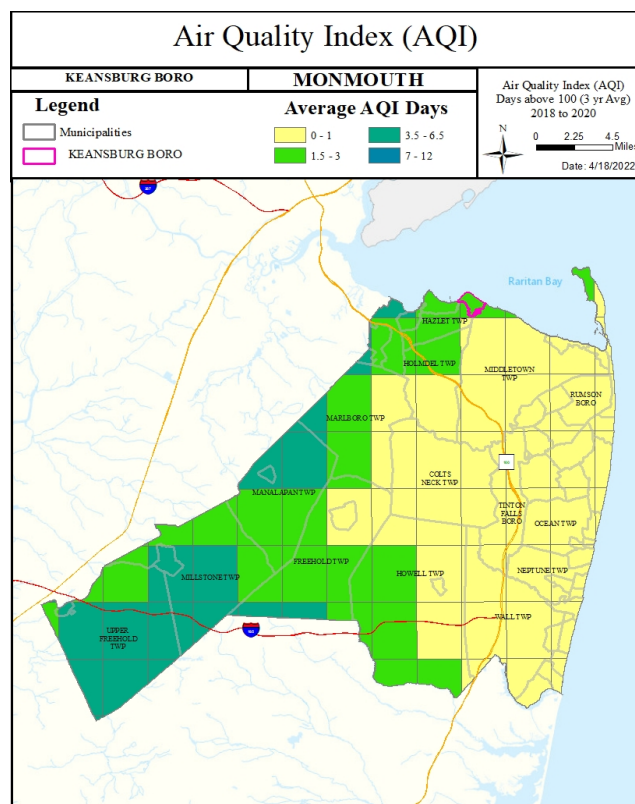 Air Quality Index (AQI)
KEANSBURG BORO
MONMOUTH
Legend
Municipalities
KEANSBURG BORO
Average AQI Days
0 - 1
3.5 - 6.5
1.5 - 3
7 - 12
Air Quality Index (AQI)
Days above 100 (3 yr Avg)
2018 to 2020
N
0 2.25 4.5
Miles
Date: 4/18/2022
Raritan Bay
HAZLET TWP
HOLMDEL TWP
MIDDLETOWN
TWP
RUMSON
BORO
MARLBORO TWP
COLTS
NECK TWP
MANALAPAN TWP
TINTON
FALLS
BORO
OCEAN TWP
FREEHOLD TWP
HOWELL TWP
NEPTUNE TWP
MILLSTONE TWP
WALL TWP
UPPER
FREEHOLD
TWP